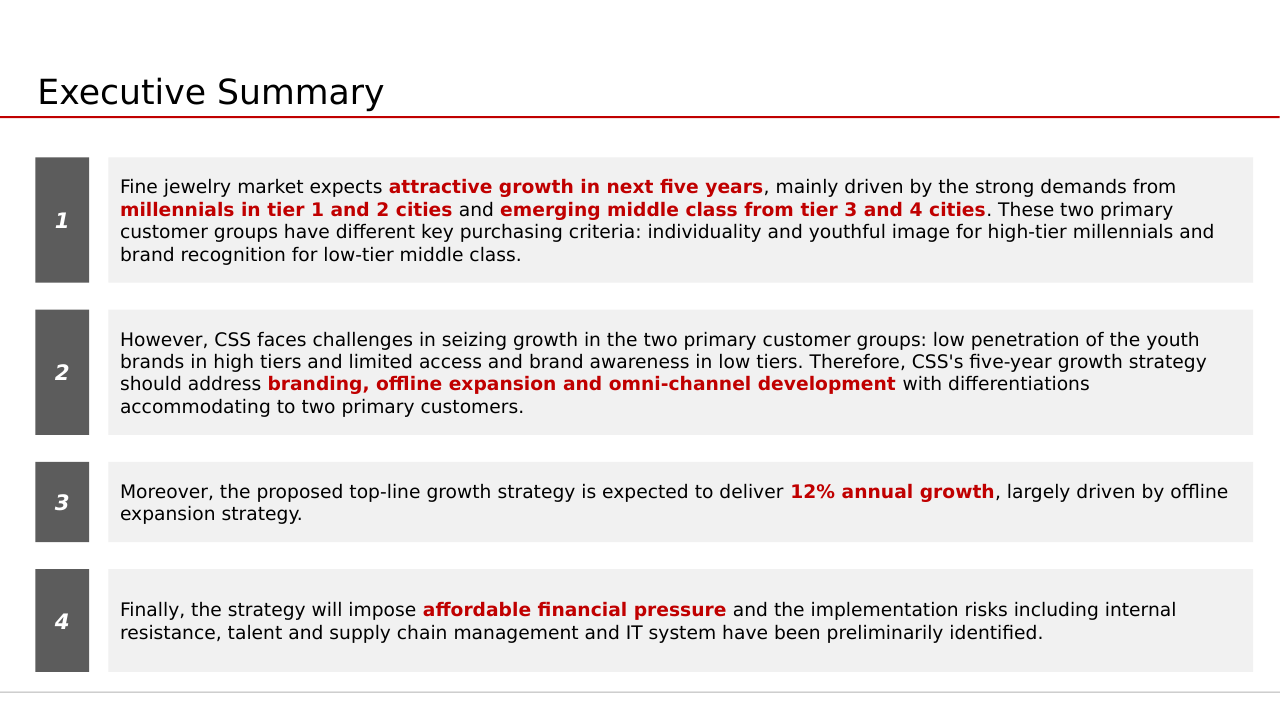 Executive Summary
1
Fine jewelry market expects attractive growth in next five years, mainly driven by the strong demands from
millennials in tier 1 and 2 cities and emerging middle class from tier 3 and 4 cities. These two primary
customer groups have different key purchasing criteria: individuality and youthful image for high-tier millennials and
brand recognition for low-tier middle class.
2
However, CSS faces challenges in seizing growth in the two primary customer groups: low penetration of the youth
brands in high tiers and limited access and brand awareness in low tiers. Therefore, CSS's five-year growth strategy
should address branding, offline expansion and omni-channel development with differentiations
accommodating to two primary customers.
3
Moreover, the proposed top-line growth strategy is expected to deliver 12% annual growth, largely driven by offline
expansion strategy.
4
Finally, the strategy will impose affordable financial pressure and the implementation risks including internal
resistance, talent and supply chain management and IT system have been preliminarily identified.